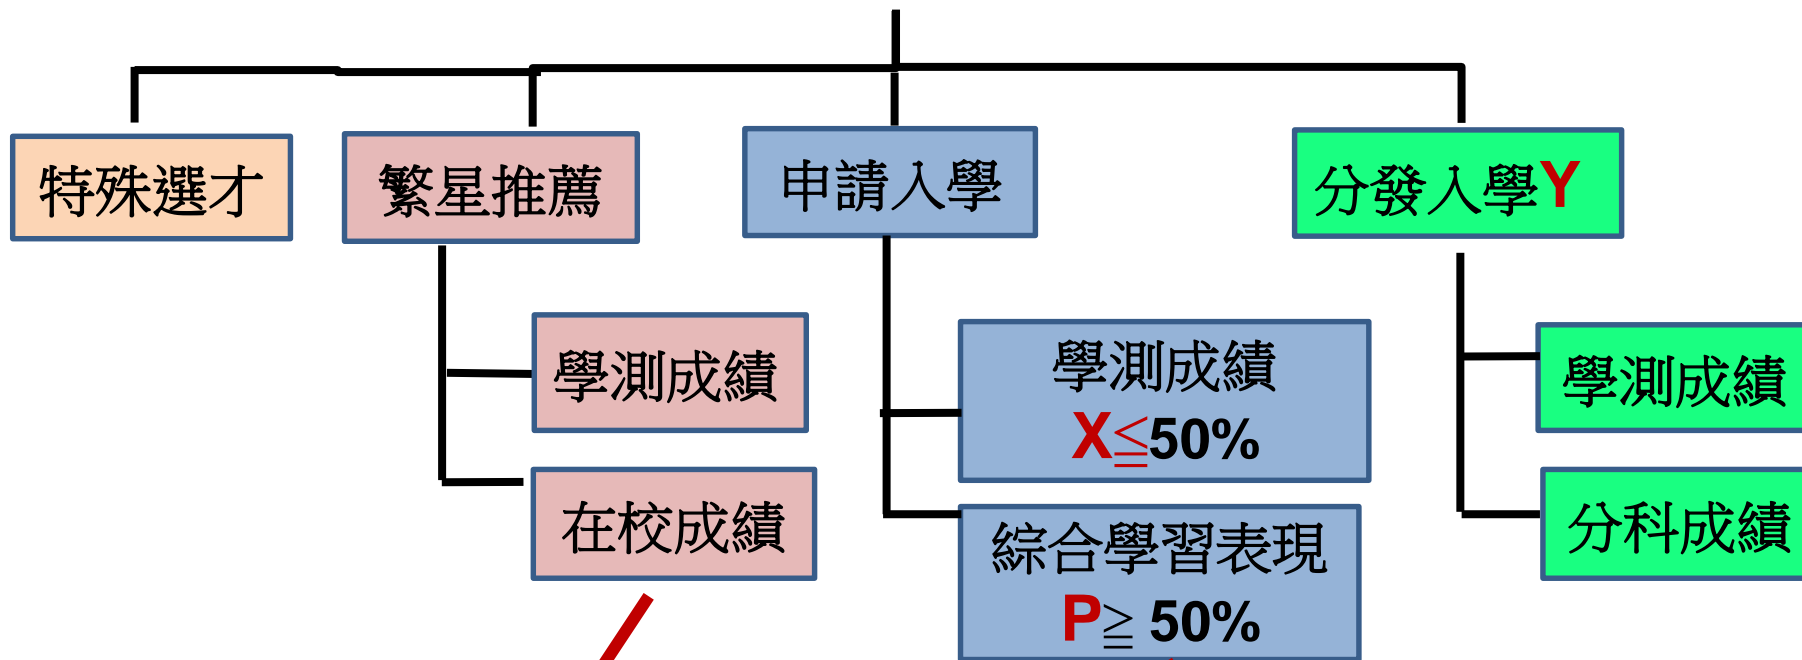 特殊選才
繁星推薦
申請入學
分發入學Y
學測成績
在校成績
學測成績
X≦50%
綜合學習表現
P≧ 50%
學測成績
分科成績